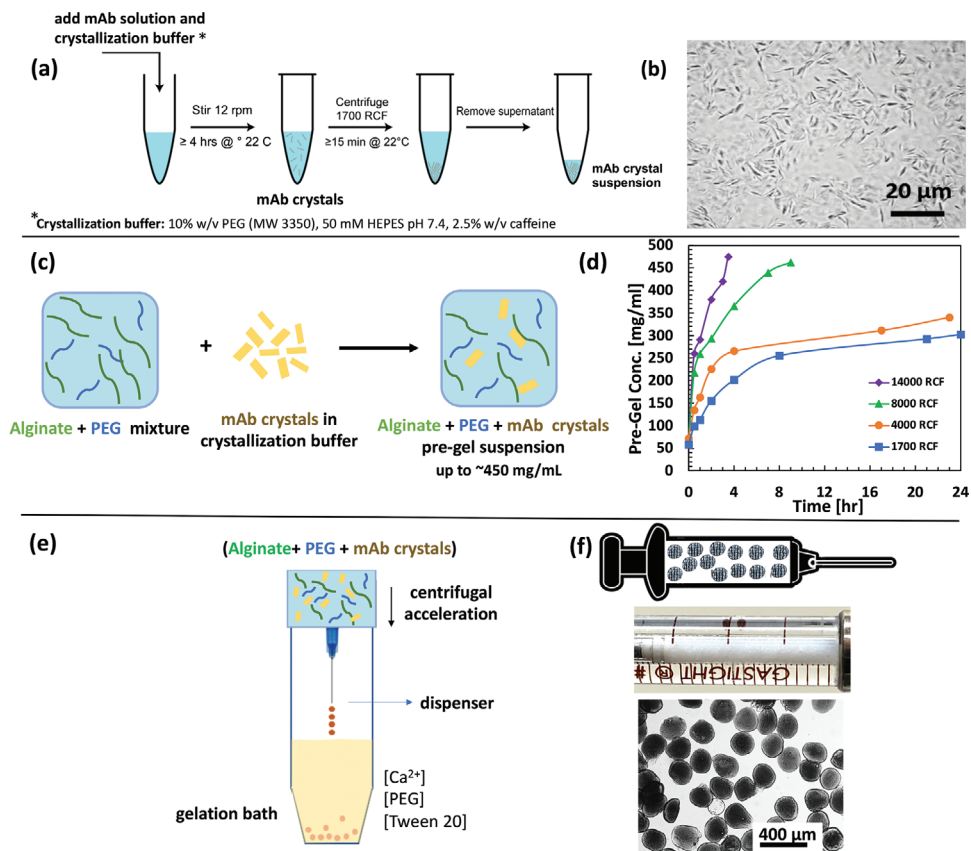 add mAb solution and
crystallization buffer *
(a)
Stir 12 rpm
≥ 4 hrs @ ° 22 C
Centrifuge
1700 RCF
≥15 min @ 22°C
Remove supernatant
mAb crystals
mAb crystal
suspension
*Crystallization buffer: 10% w/v PEG (MW 3350), 50 mM HEPES pH 7.4, 2.5% w/v caffeine
(b)
20 µm
(c)
Alginate + PEG mixture
+
mAb crystals in
crystallization buffer
Alginate + PEG + mAb crystals
pre-gel suspension
up to ~450 mg/mL
(d)
Pre-Gel Conc. [mg/ml]
500
450
400
350
300
250
200
150
100
50
0
0 4 8 12 16 20 24
Time [hr]
14000 RCF
8000 RCF
4000 RCF
1700 RCF
(e)
(Alginate+ PEG + mAb crystals)
centrifugal
acceleration
dispenser
gelation bath
[Ca²⁺]
[PEG]
[Tween 20]
(f)
GASTIGHT ® #
400 µm